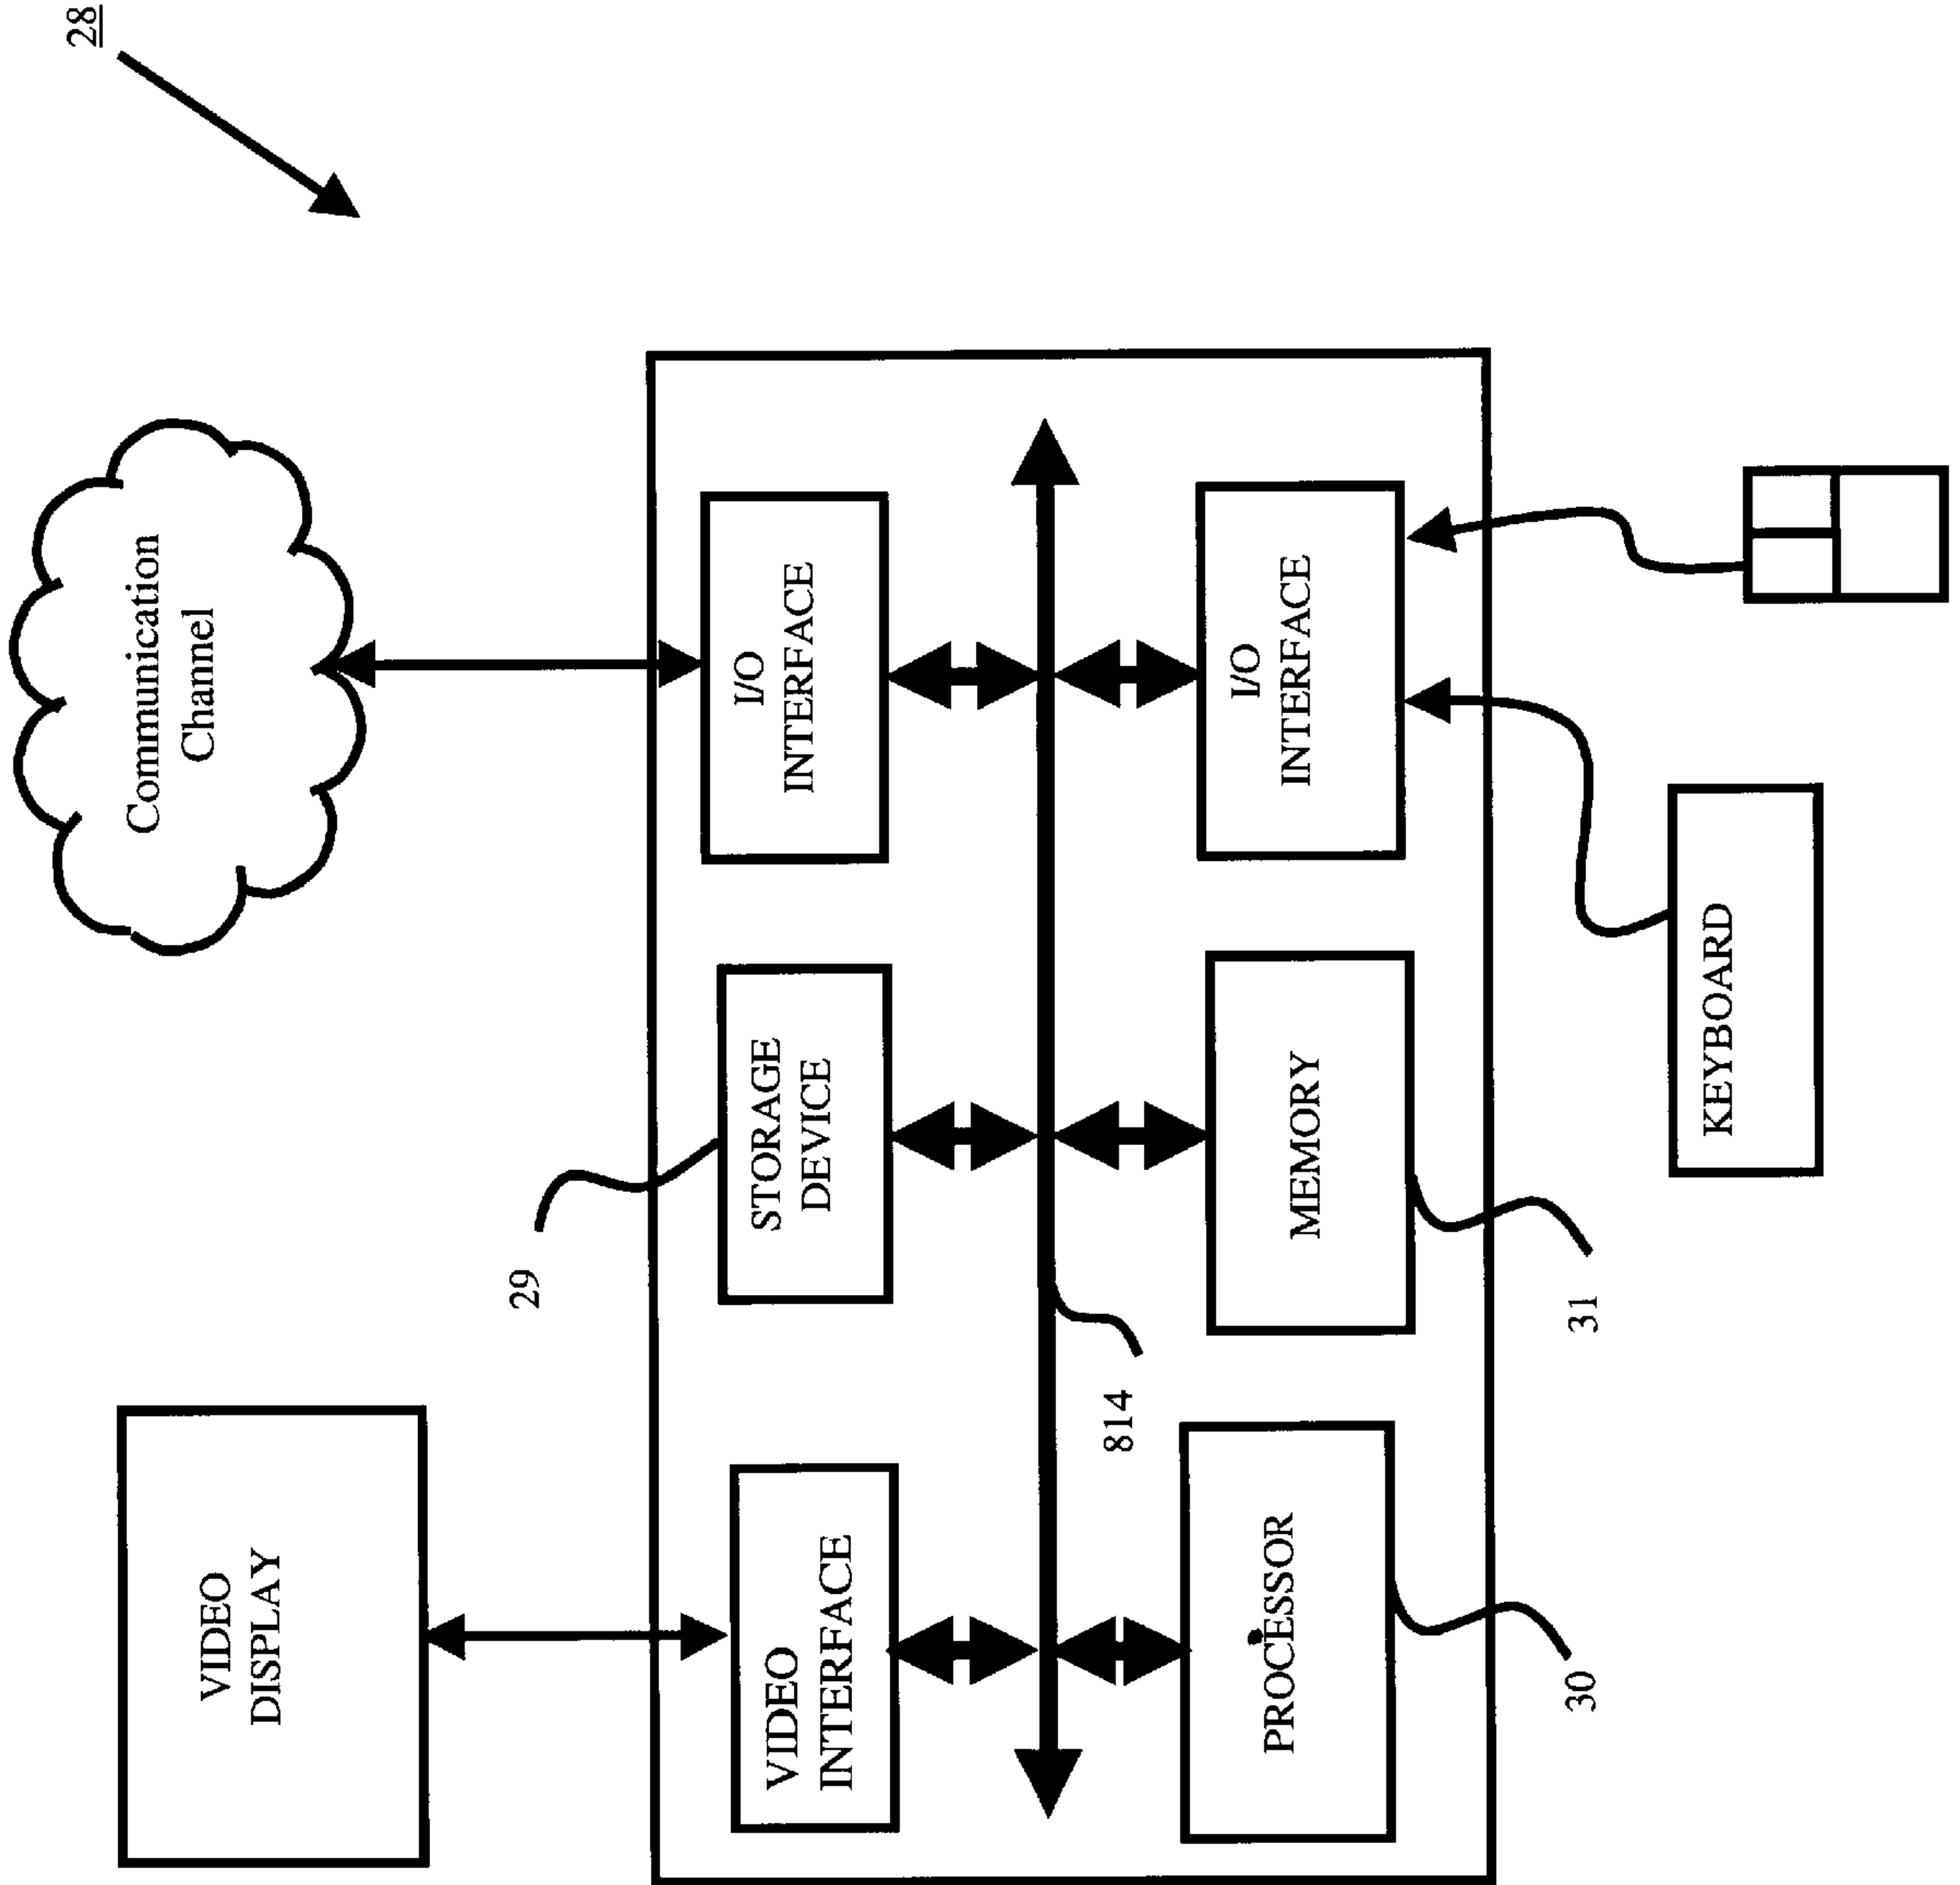 28
VIDEO
DISPLAY
Communication
Channel
29
VIDEO
INTERFACE
STORAGE
DEVICE
I/O
INTERFACE
814
PROCESSOR
MEMORY
I/O
INTERFACE
30
31
KEYBOARD